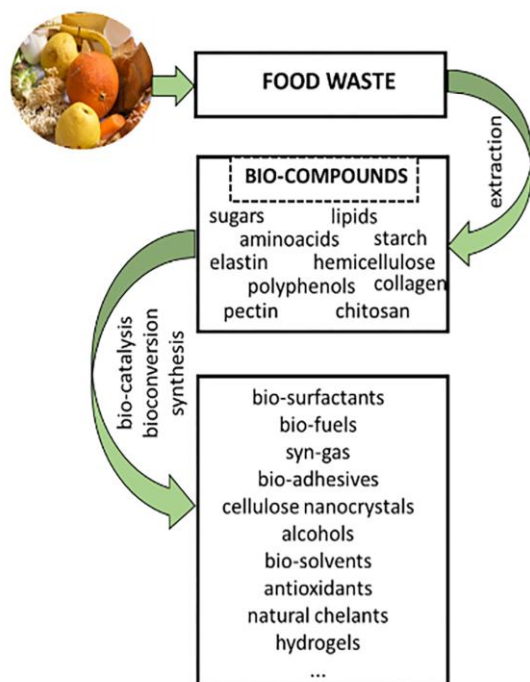 FOOD WASTE
extraction
BIO-COMPOUNDS
sugars lipids
aminoacids starch
elastin hemicellulose
polyphenols collagen
pectin chitosan
bio-catalysis
bioconversion
synthesis
bio-surfactants
bio-fuels
syn-gas
bio-adhesives
cellulose nanocrystals
alcohols
bio-solvents
antioxidants
natural chelants
hydrogels
...